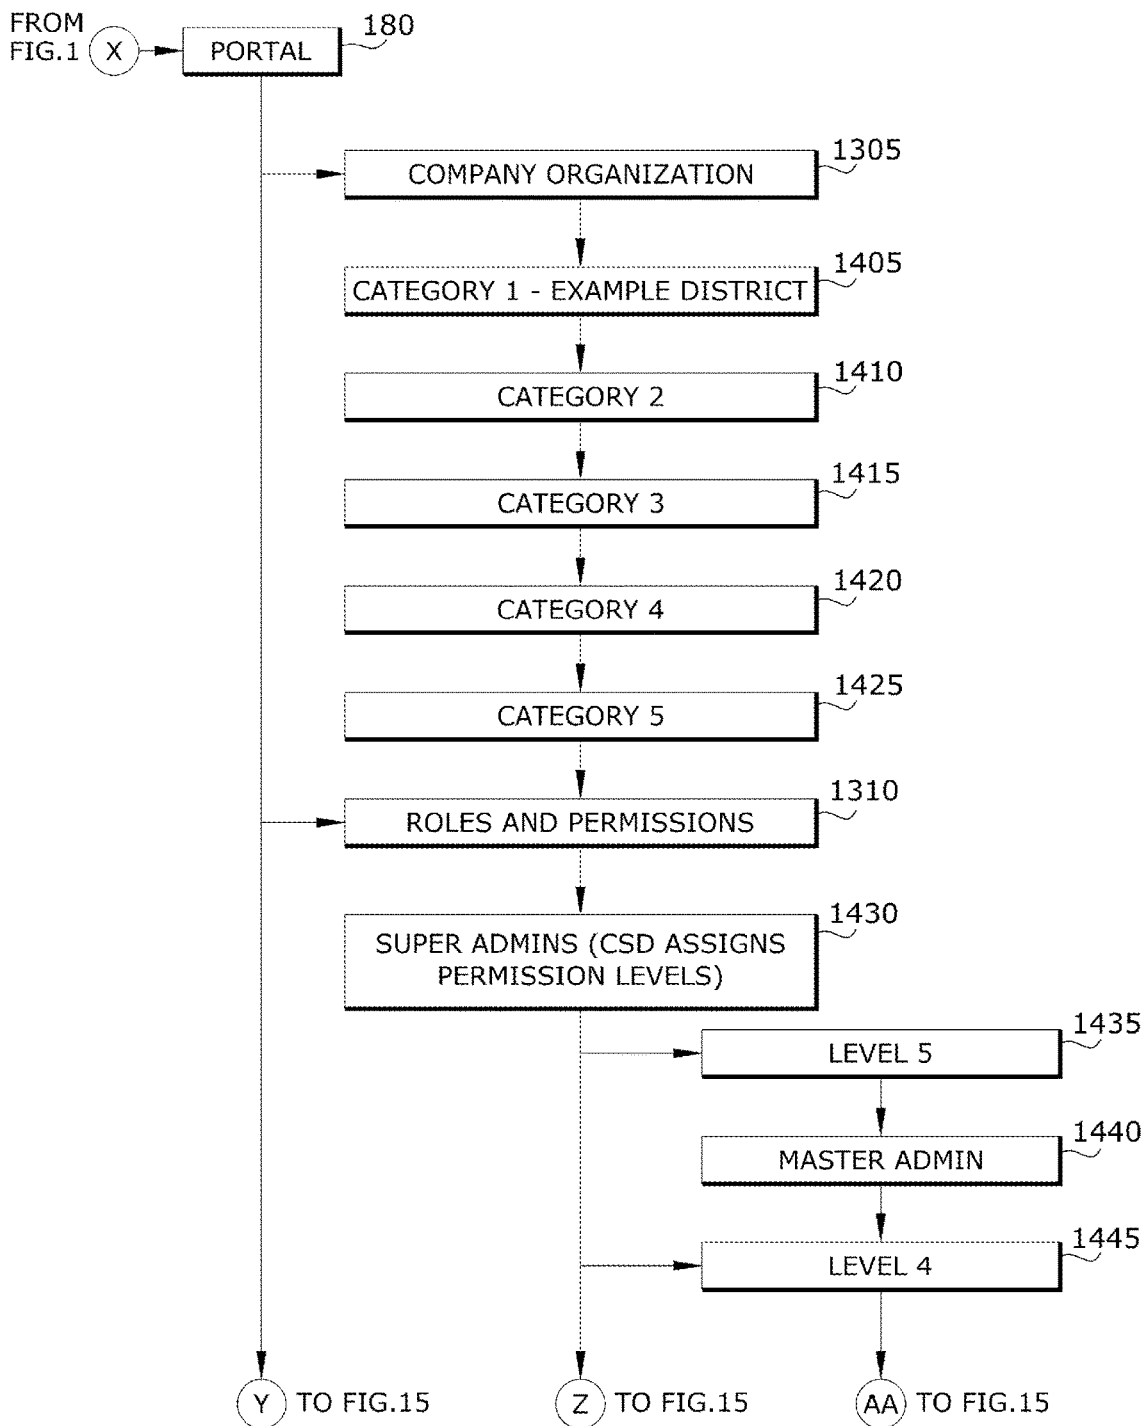 FROM
FIG.1
X
PORTAL
180
COMPANY ORGANIZATION
1305
CATEGORY 1 - EXAMPLE DISTRICT
1405
CATEGORY 2
1410
CATEGORY 3
1415
CATEGORY 4
1420
CATEGORY 5
1425
ROLES AND PERMISSIONS
1310
SUPER ADMINS (CSD ASSIGNS
PERMISSION LEVELS)
1430
LEVEL 5
1435
MASTER ADMIN
1440
LEVEL 4
1445
Y TO FIG.15
Z TO FIG.15
AA TO FIG.15